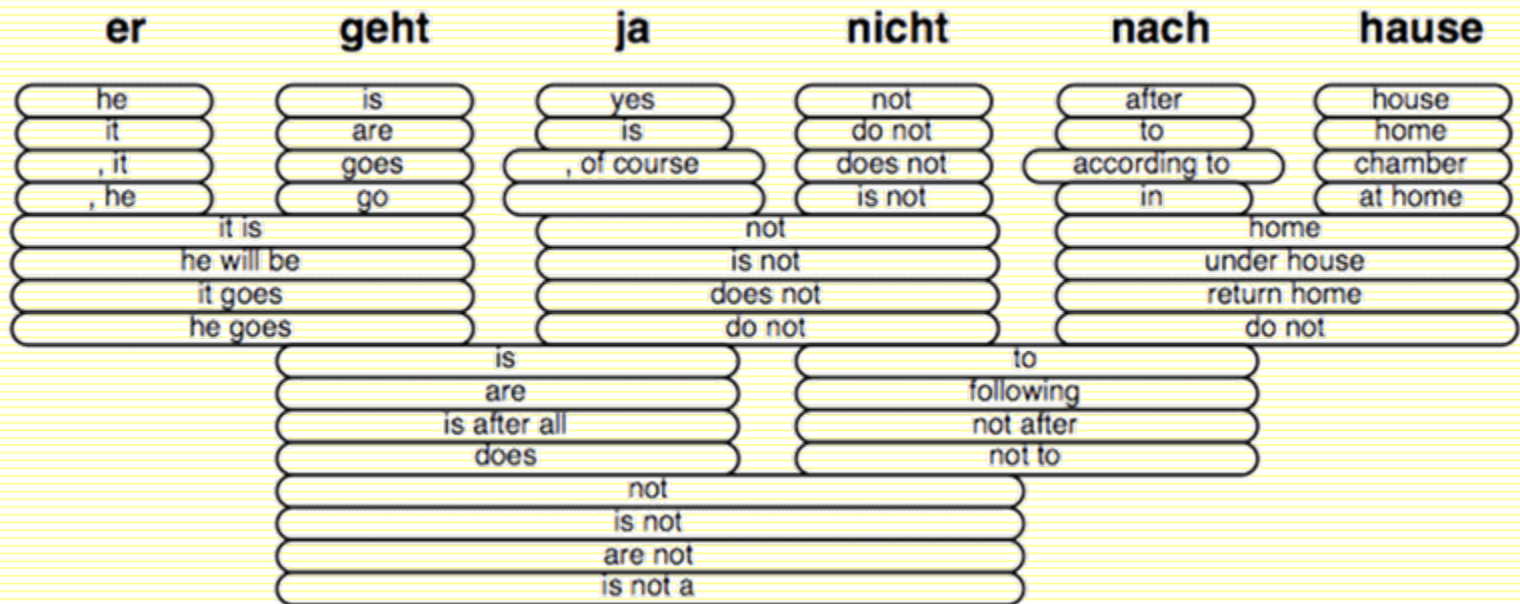 er geht ja nicht nach hause
he is yes not after house
it are is do not to home
, it goes , of course does not according to chamber
, he go is not in at home
it is not home
he will be is not under house
it goes does not return home
he goes do not do not
is to
are following
is after all not after
does not to
not
is not
are not
is not a